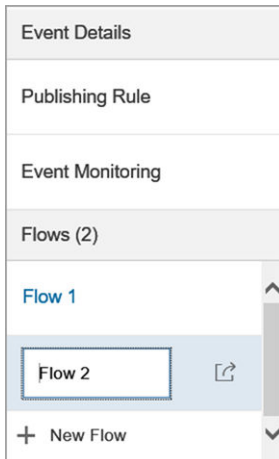 Event Details
Publishing Rule
Event Monitoring
Flows (2)
Flow 1
Flow 2
+ New Flow